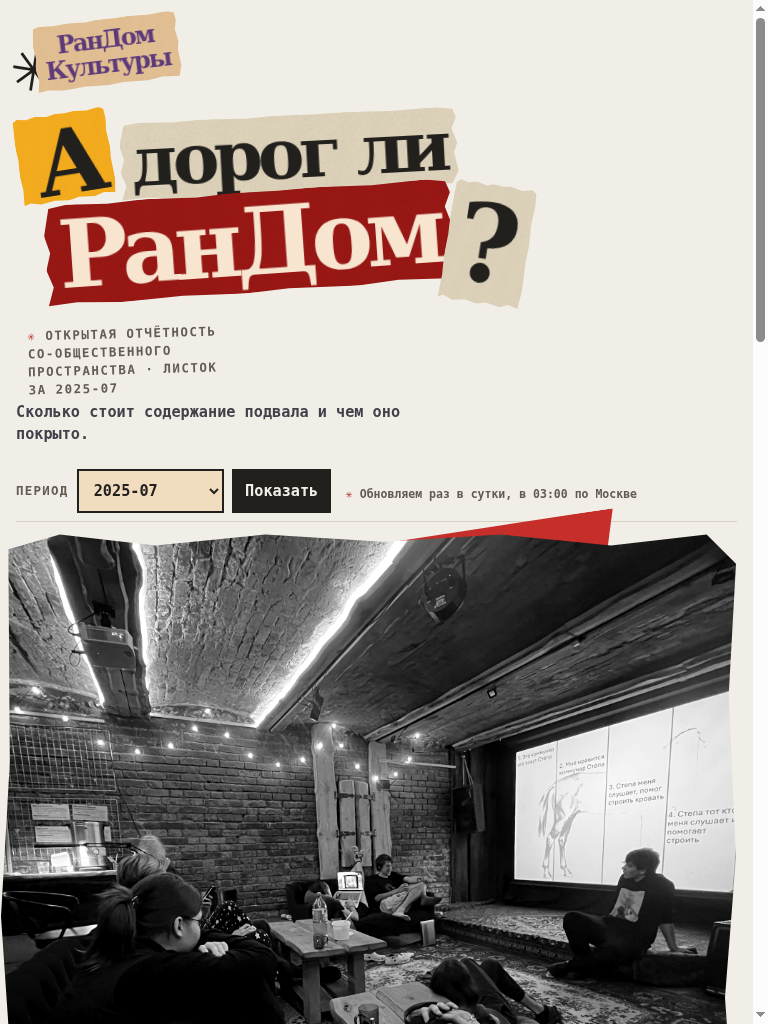 РанДом
Культуры
А дорог ли
РанДом?
✳ ОТКРЫТАЯ ОТЧЁТНОСТЬ
СО-ОБЩЕСТВЕННОГО
ПРОСТРАНСТВА · ЛИСТОК
ЗА 2025-07
Сколько стоит содержание подвала и чем оно
покрыто.
ПЕРИОД 2025-07 Показать ✳ Обновляем раз в сутки, в 03:00 по Москве
2. Мне нравится
3. Степа меня
слушает, помог
строить кровать
4. Степа тот кто
меня слушает и
помогает
строить